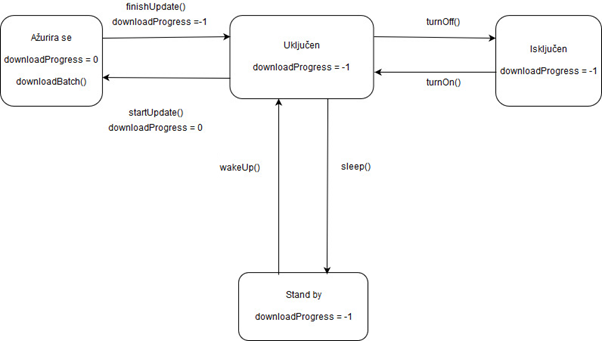 finishUpdate()
downloadProgress =-1
Ažurira se
downloadProgress = 0
downloadBatch()
Uključen
downloadProgress = -1
turnOff()
Isključen
downloadProgress = -1
turnOn()
startUpdate()
downloadProgress = 0
wakeUp()
sleep()
Stand by
downloadProgress = -1